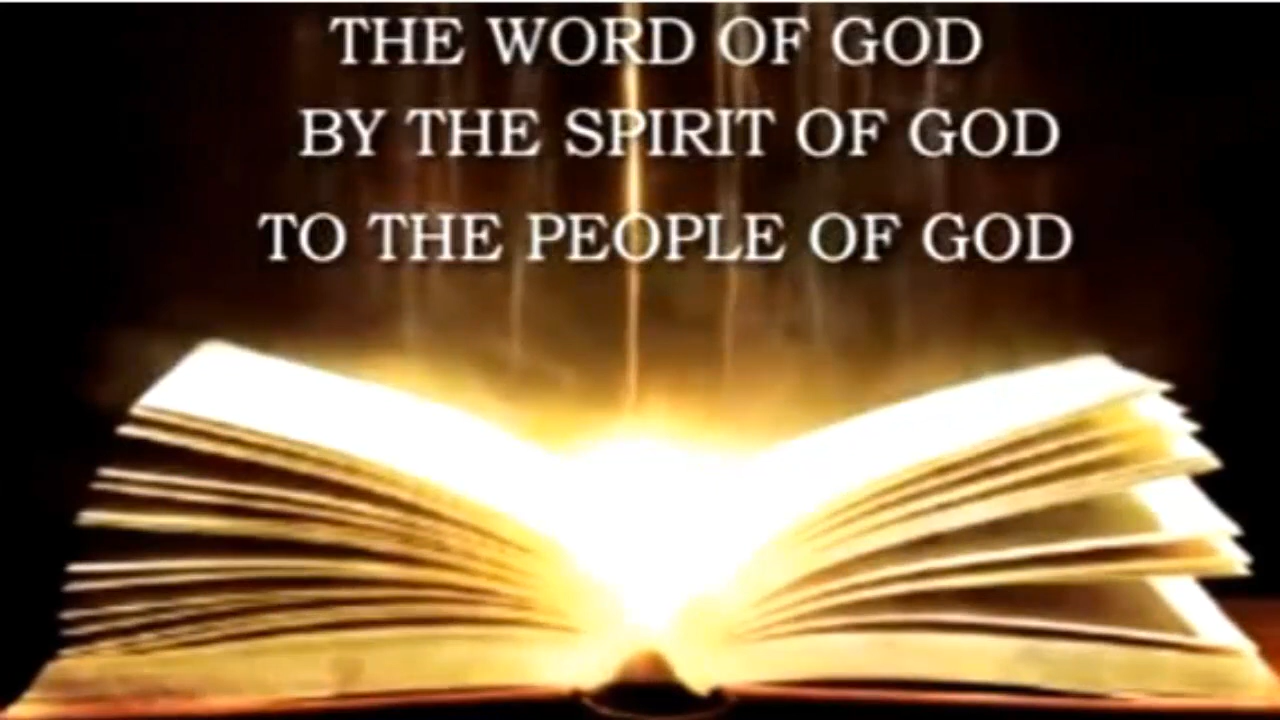 THE WORD OF GOD
BY THE SPIRIT OF GOD
TO THE PEOPLE OF GOD